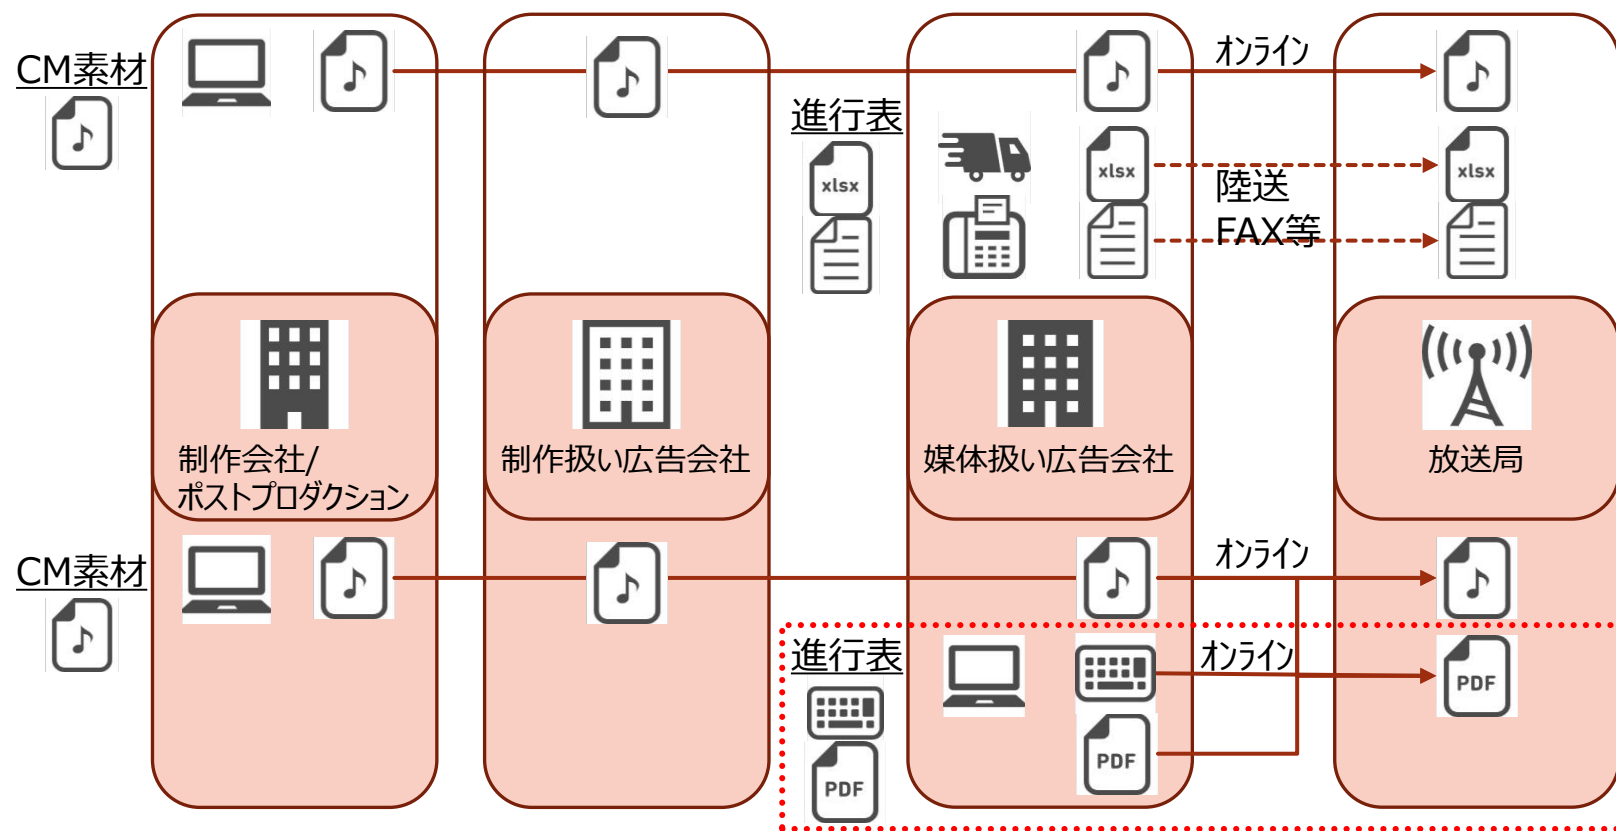 CM素材
オンライン
進行表
xlsx
xlsx
xlsx
陸送
FAX等
制作会社/
ポストプロダクション
制作扱い広告会社
媒体扱い広告会社
放送局
CM素材
オンライン
進行表
オンライン
PDF
PDF
PDF